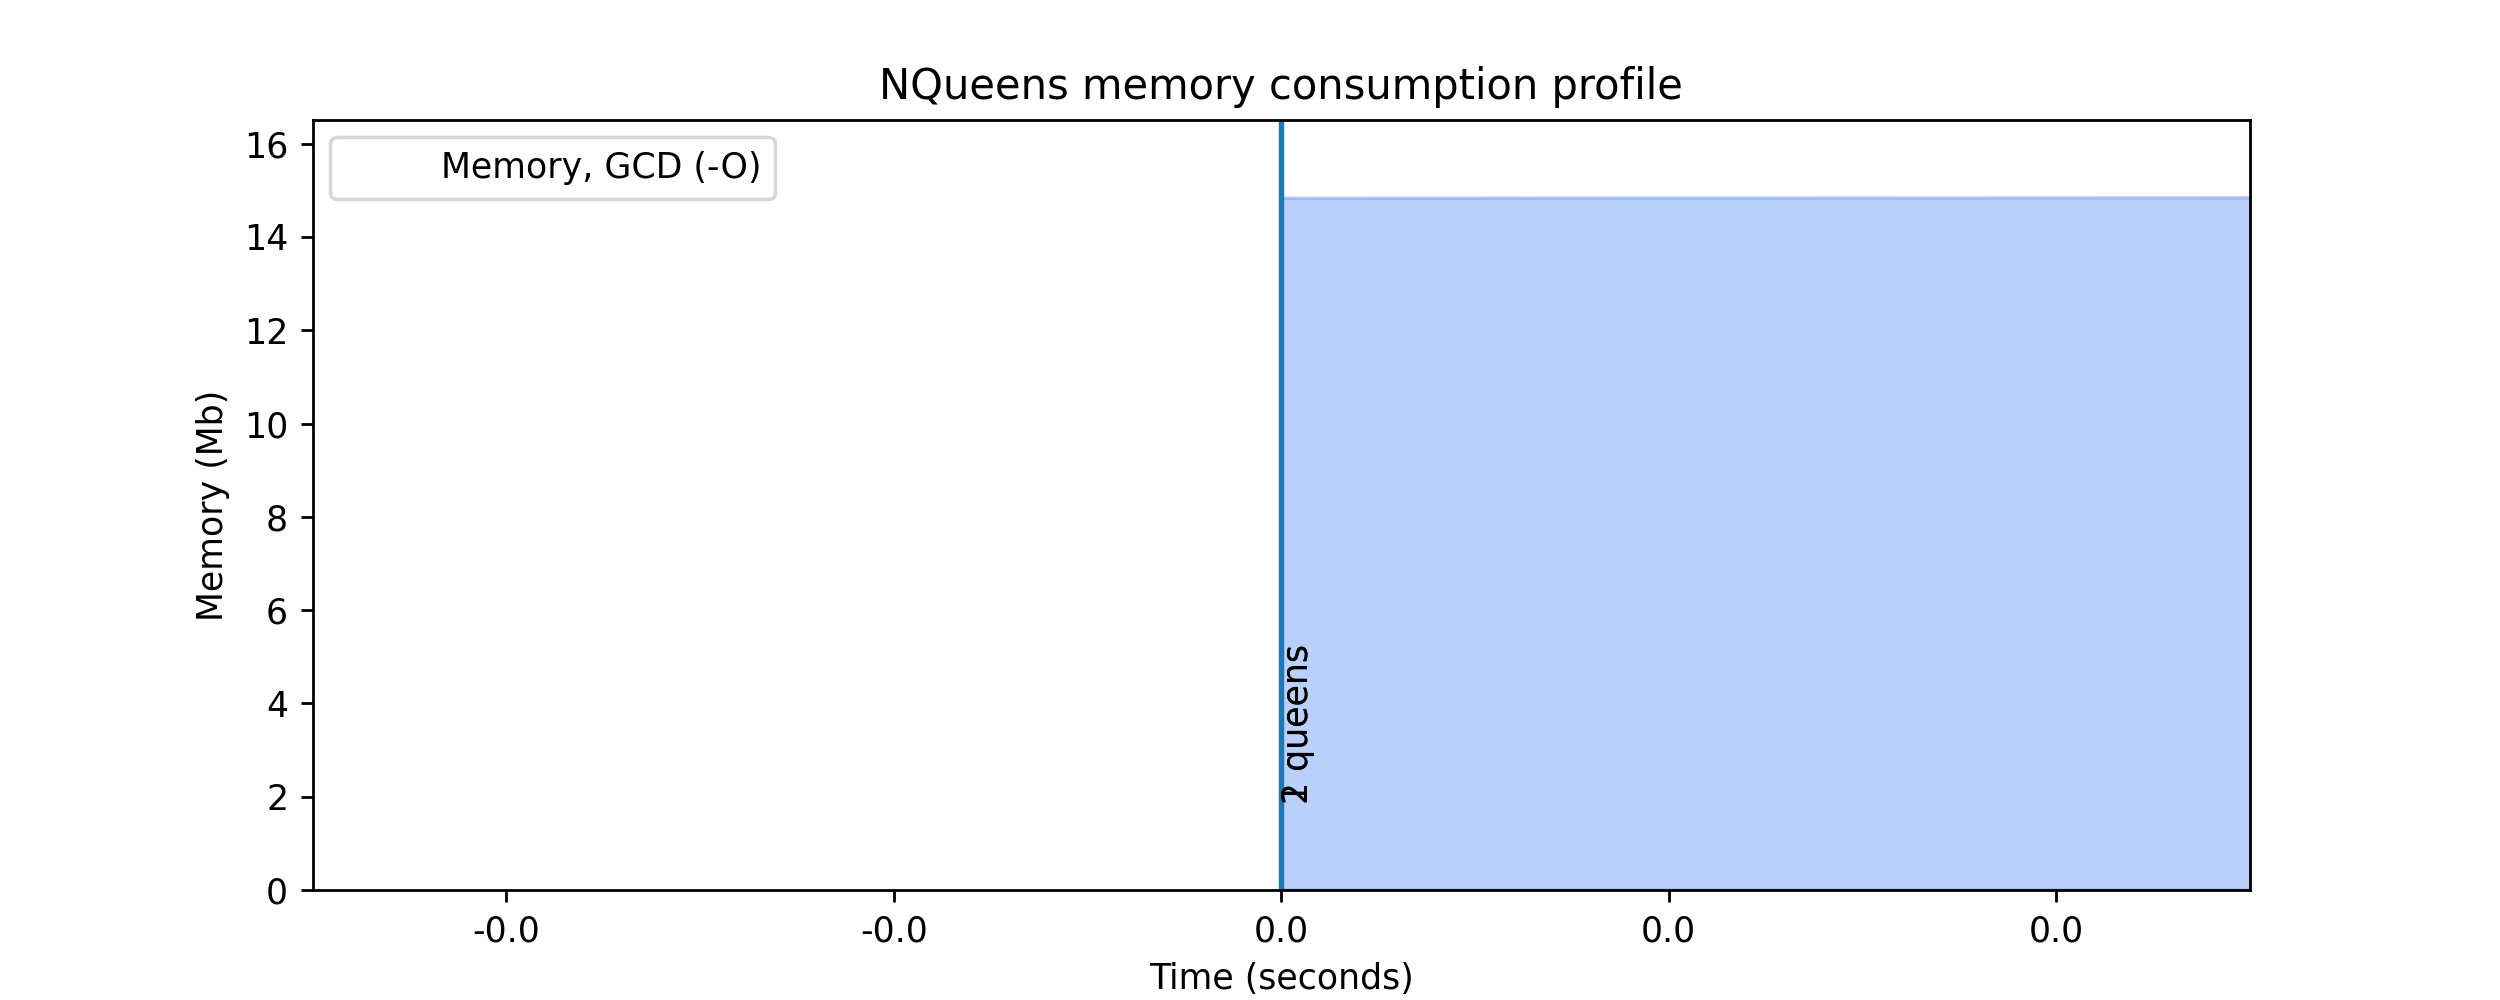 NQueens memory consumption profile
Memory, GCD (-O)
16
14
12
10
8
6
4
2
0
Memory (Mb)
queens
-0.0
-0.0
0.0
0.0
0.0
Time (seconds)